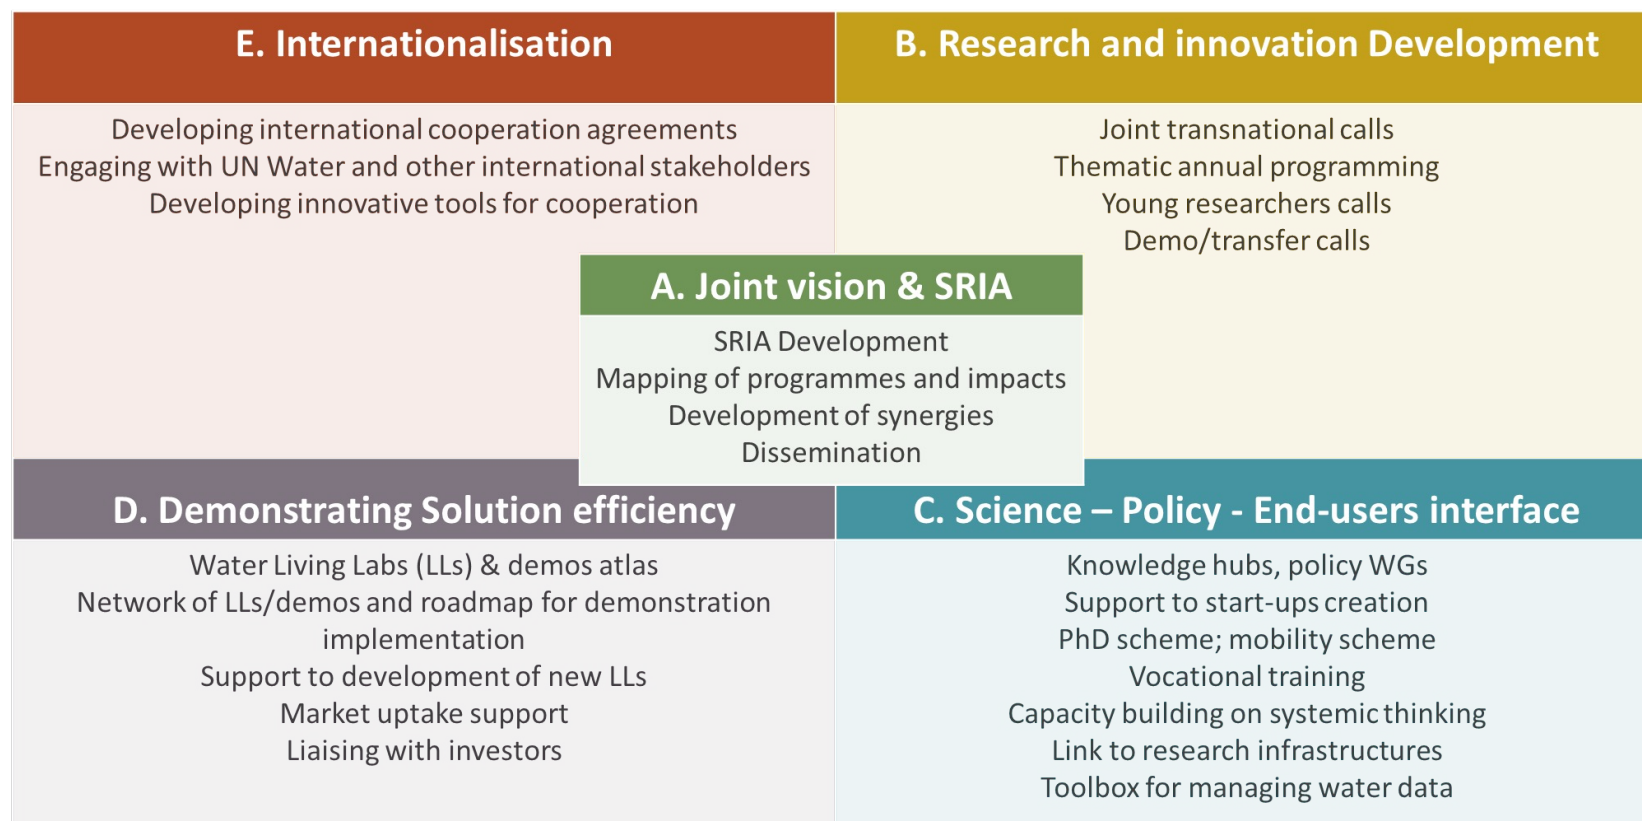 E. Internationalisation
Developing international cooperation agreements
Engaging with UN Water and other international stakeholders
Developing innovative tools for cooperation
B. Research and innovation Development
Joint transnational calls
Thematic annual programming
Young researchers calls
Demo/transfer calls
A. Joint vision & SRIA
SRIA Development
Mapping of programmes and impacts
Development of synergies
Dissemination
D. Demonstrating Solution efficiency
Water Living Labs (LLs) & demos atlas
Network of LLs/demos and roadmap for demonstration
implementation
Support to development of new LLs
Market uptake support
Liaising with investors
C. Science – Policy - End-users interface
Knowledge hubs, policy WGs
Support to start-ups creation
PhD scheme; mobility scheme
Vocational training
Capacity building on systemic thinking
Link to research infrastructures
Toolbox for managing water data